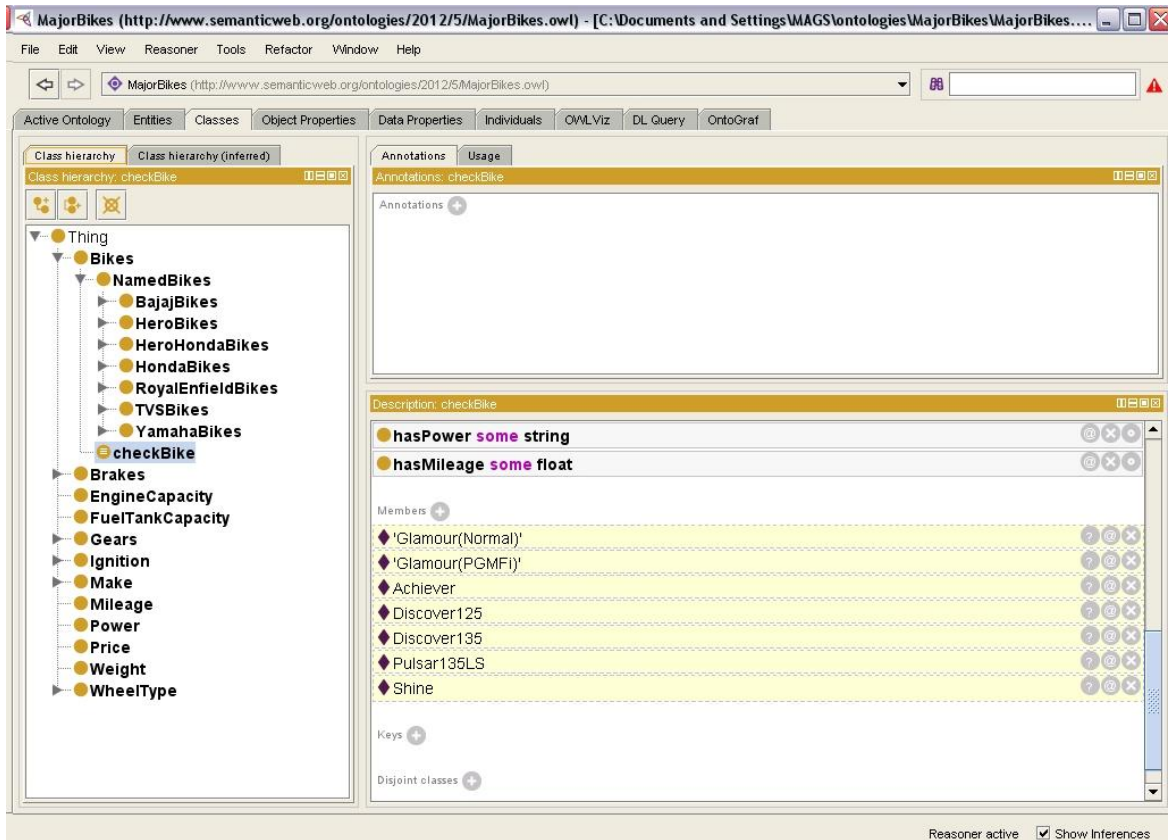 MajorBikes (http://www.semanticweb.org/ontologies/2012/5/MajorBikes.owl) - [C:\Documents and Settings\MAGS\ontologies\MajorBikes\MajorBikes....
File Edit View Reasoner Tools Refactor Window Help
MajorBikes (http://www.semanticweb.org/ontologies/2012/5/MajorBikes.owl)
Active Ontology Entities Classes Object Properties Data Properties Individuals OWLViz DL Query OntoGraf
Class hierarchy Class hierarchy (inferred)
Class hierarchy: checkBike
Thing
Bikes
NamedBikes
BajajBikes
HeroBikes
HeroHondaBikes
HondaBikes
RoyalEnfieldBikes
TVSBikes
YamahaBikes
checkBike
Brakes
EngineCapacity
FuelTankCapacity
Gears
Ignition
Make
Mileage
Power
Price
Weight
WheelType
Annotations Usage
Annotations: checkBike
Annotations
Description: checkBike
hasPower some string
hasMileage some float
Members
'Glamour(Normal)'
'Glamour(PGMFi)'
Achiever
Discover125
Discover135
Pulsar135LS
Shine
Keys
Disjoint classes
Reasoner active Show Inferences